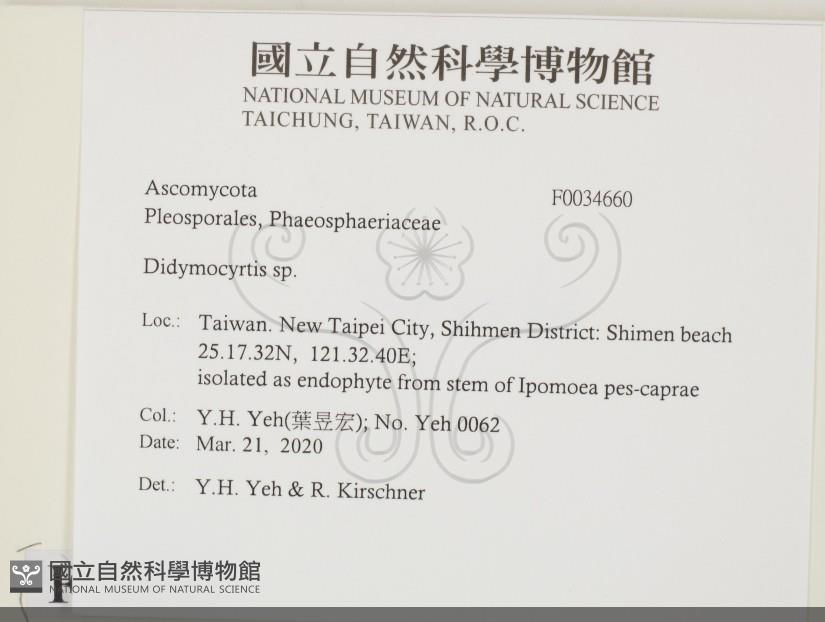 國立自然科學博物館
NATIONAL MUSEUM OF NATURAL SCIENCE
TAICHUNG, TAIWAN, R.O.C.
Ascomycota F0034660
Pleosporales, Phaeosphaeriaceae
Didymocyrtis sp.
Loc.: Taiwan. New Taipei City, Shihmen District: Shimen beach
25.17.32N, 121.32.40E;
isolated as endophyte from stem of Ipomoea pes-caprae
Col.: Y.H. Yeh(葉昱宏); No. Yeh 0062
Date: Mar. 21, 2020
Det.: Y.H. Yeh & R. Kirschner
F
國立自然科學博物館
NATIONAL MUSEUM OF NATURAL SCIENCE